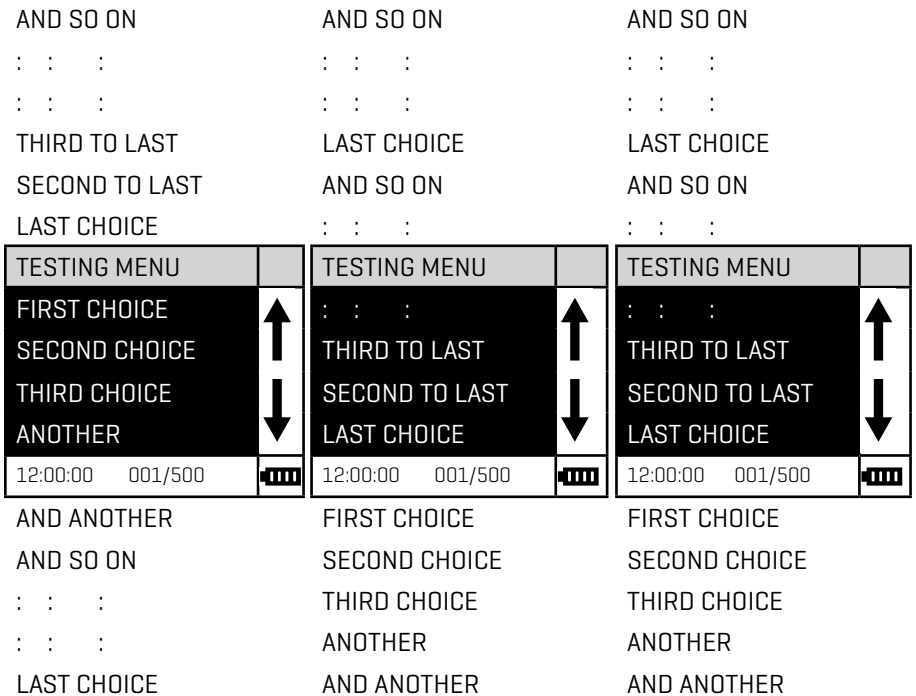 AND SO ON AND SO ON AND SO ON
: : : : : : : : :
: : : : : : : : :
THIRD TO LAST LAST CHOICE LAST CHOICE
SECOND TO LAST AND SO ON AND SO ON
LAST CHOICE : : : : : :
TESTING MENU TESTING MENU TESTING MENU
FIRST CHOICE : : : : : :
SECOND CHOICE THIRD TO LAST THIRD TO LAST
THIRD CHOICE SECOND TO LAST SECOND TO LAST
ANOTHER LAST CHOICE LAST CHOICE
12:00:00 001/500 12:00:00 001/500 12:00:00 001/500
AND ANOTHER FIRST CHOICE FIRST CHOICE
AND SO ON SECOND CHOICE SECOND CHOICE
: : : THIRD CHOICE THIRD CHOICE
: : : ANOTHER ANOTHER
LAST CHOICE AND ANOTHER AND ANOTHER